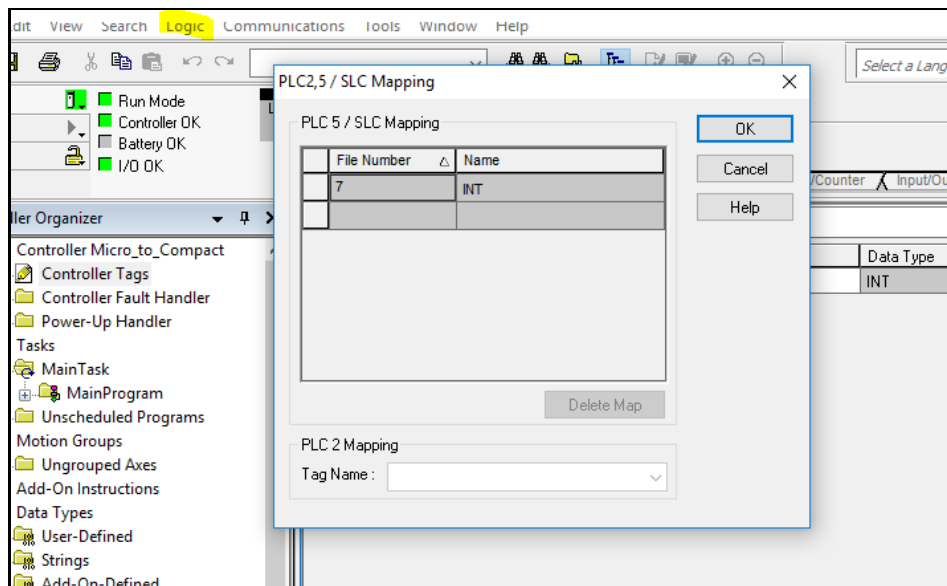 dit View Search Logic Communications Tools Window Help
Select a Lang
Run Mode
Controller OK
Battery OK
I/O OK
PLC2,5 / SLC Mapping
PLC 5 / SLC Mapping
File Number Name
7 INT
OK
Cancel
Help
Delete Map
PLC 2 Mapping
Tag Name :
/Counter Input/Ou
Data Type
INT
ller Organizer
Controller Micro_to_Compact
Controller Tags
Controller Fault Handler
Power-Up Handler
Tasks
MainTask
MainProgram
Unscheduled Programs
Motion Groups
Ungrouped Axes
Add-On Instructions
Data Types
User-Defined
Strings
Add-On-Defined